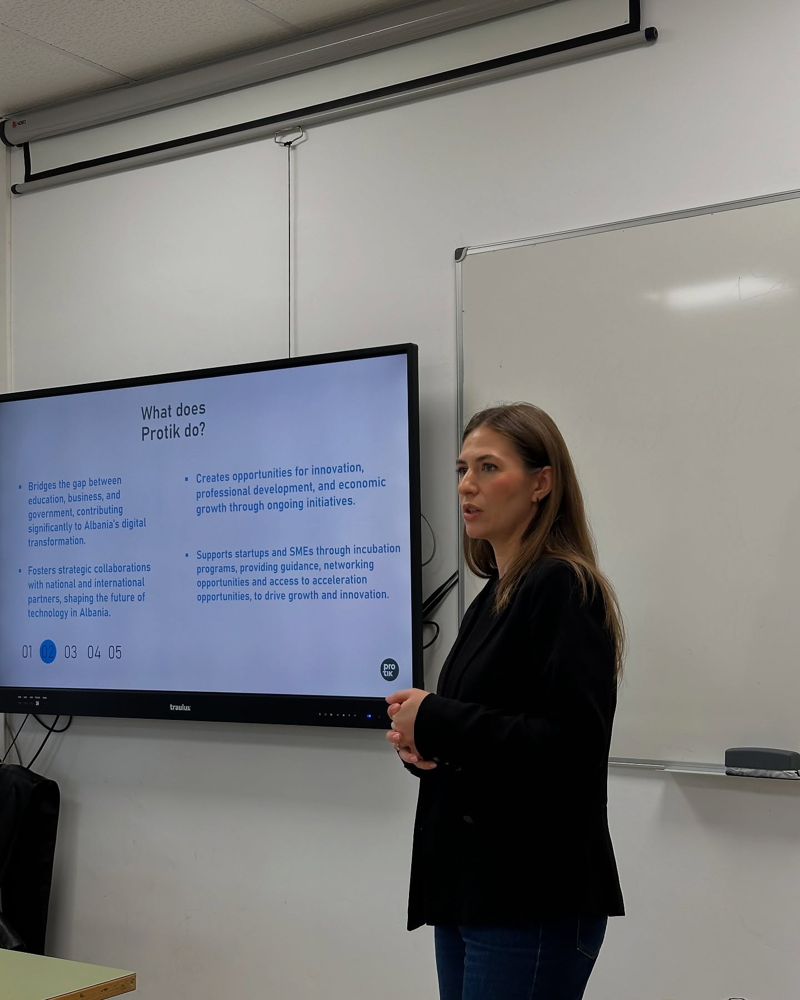 NOBO
What does
Protik do?
Bridges the gap between
education, business, and
government, contributing
significantly to Albania's digital
transformation.
Fosters strategic collaborations
with national and international
partners, shaping the future of
technology in Albania.
Creates opportunities for innovation,
professional development, and economic
growth through ongoing initiatives.
Supports startups and SMEs through incubation
programs, providing guidance, networking
opportunities and access to acceleration
opportunities, to drive growth and innovation.
01 02 03 04 05
pro
tik
traulux